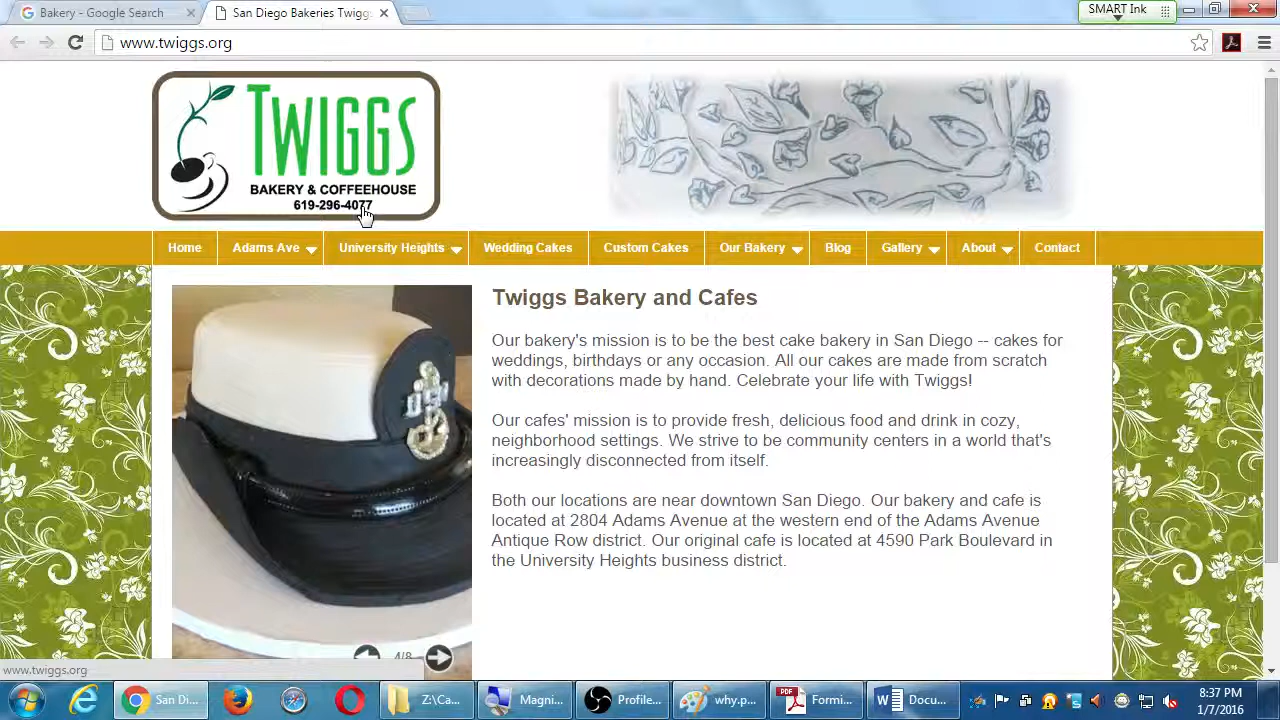 Bakery - Google Search
San Diego Bakeries Twiggs
SMART Ink
www.twiggs.org
TWIGGS
BAKERY & COFFEEHOUSE
619-296-4077
Home
Adams Ave
University Heights
Wedding Cakes
Custom Cakes
Our Bakery
Blog
Gallery
About
Contact
Twiggs Bakery and Cafes
Our bakery's mission is to be the best cake bakery in San Diego -- cakes for
weddings, birthdays or any occasion. All our cakes are made from scratch
with decorations made by hand. Celebrate your life with Twiggs!
Our cafes' mission is to provide fresh, delicious food and drink in cozy,
neighborhood settings. We strive to be community centers in a world that's
increasingly disconnected from itself.
Both our locations are near downtown San Diego. Our bakery and cafe is
located at 2804 Adams Avenue at the western end of the Adams Avenue
Antique Row district. Our original cafe is located at 4590 Park Boulevard in
the University Heights business district.
4/8
www.twiggs.org
San Di...
Z:\Ca...
Magni...
Profile...
why.p...
PDF
Formi...
W
Docu...
8:37 PM
1/7/2016